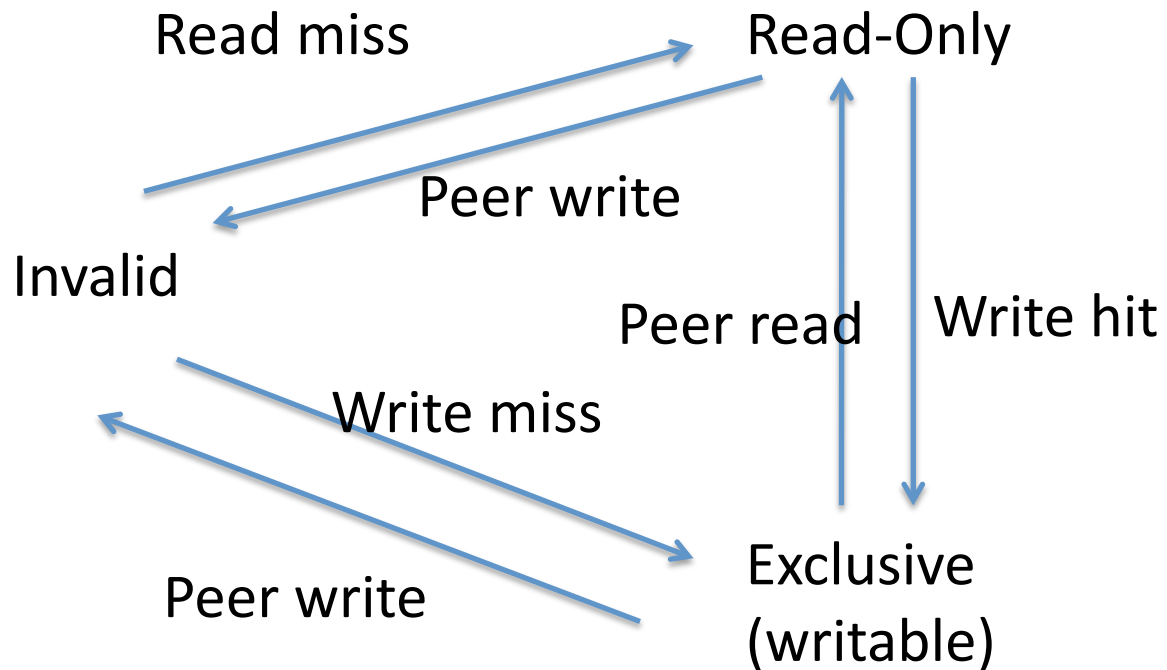 Read miss
Read-Only
Peer write
Invalid
Peer read
Write hit
Write miss
Exclusive
(writable)
Peer write